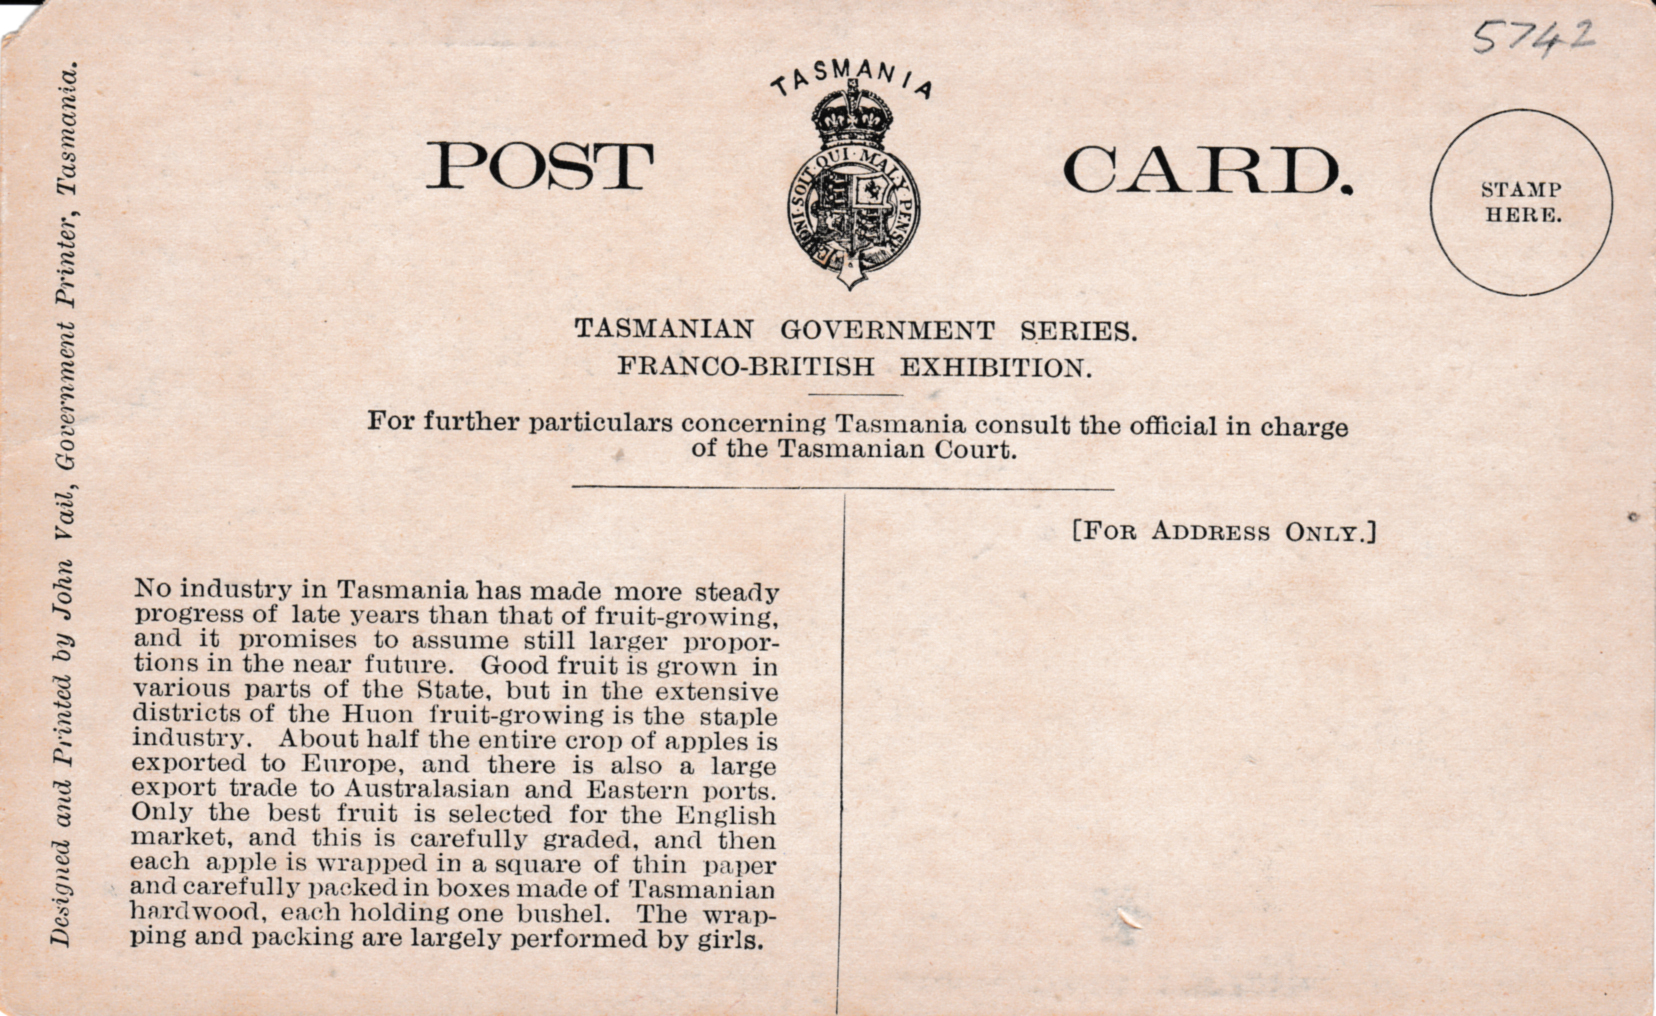 5742
TASMANIA
POST CARD.
HONI·SOIT·QUI·MALY·PENSE
STAMP
HERE.
TASMANIAN GOVERNMENT SERIES.
FRANCO-BRITISH EXHIBITION.
For further particulars concerning Tasmania consult the official in charge
of the Tasmanian Court.
[FOR ADDRESS ONLY.]
No industry in Tasmania has made more steady
progress of late years than that of fruit-growing,
and it promises to assume still larger propor-
tions in the near future. Good fruit is grown in
various parts of the State, but in the extensive
districts of the Huon fruit-growing is the staple
industry. About half the entire crop of apples is
exported to Europe, and there is also a large
export trade to Australasian and Eastern ports.
Only the best fruit is selected for the English
market, and this is carefully graded, and then
each apple is wrapped in a square of thin paper
and carefully packed in boxes made of Tasmanian
hardwood, each holding one bushel. The wrap-
ping and packing are largely performed by girls.
Designed and Printed by John Vail, Government Printer, Tasmania.